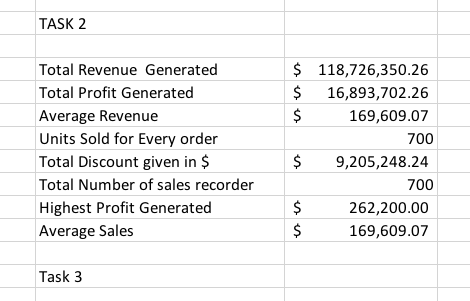 TASK 2
Total Revenue  Generated $ 118,726,350.26
Total Profit Generated $ 16,893,702.26
Average Revenue $ 169,609.07
Units Sold for Every order 700
Total Discount given in $ $ 9,205,248.24
Total Number of sales recorder 700
Highest Profit Generated $ 262,200.00
Average Sales $ 169,609.07
Task 3